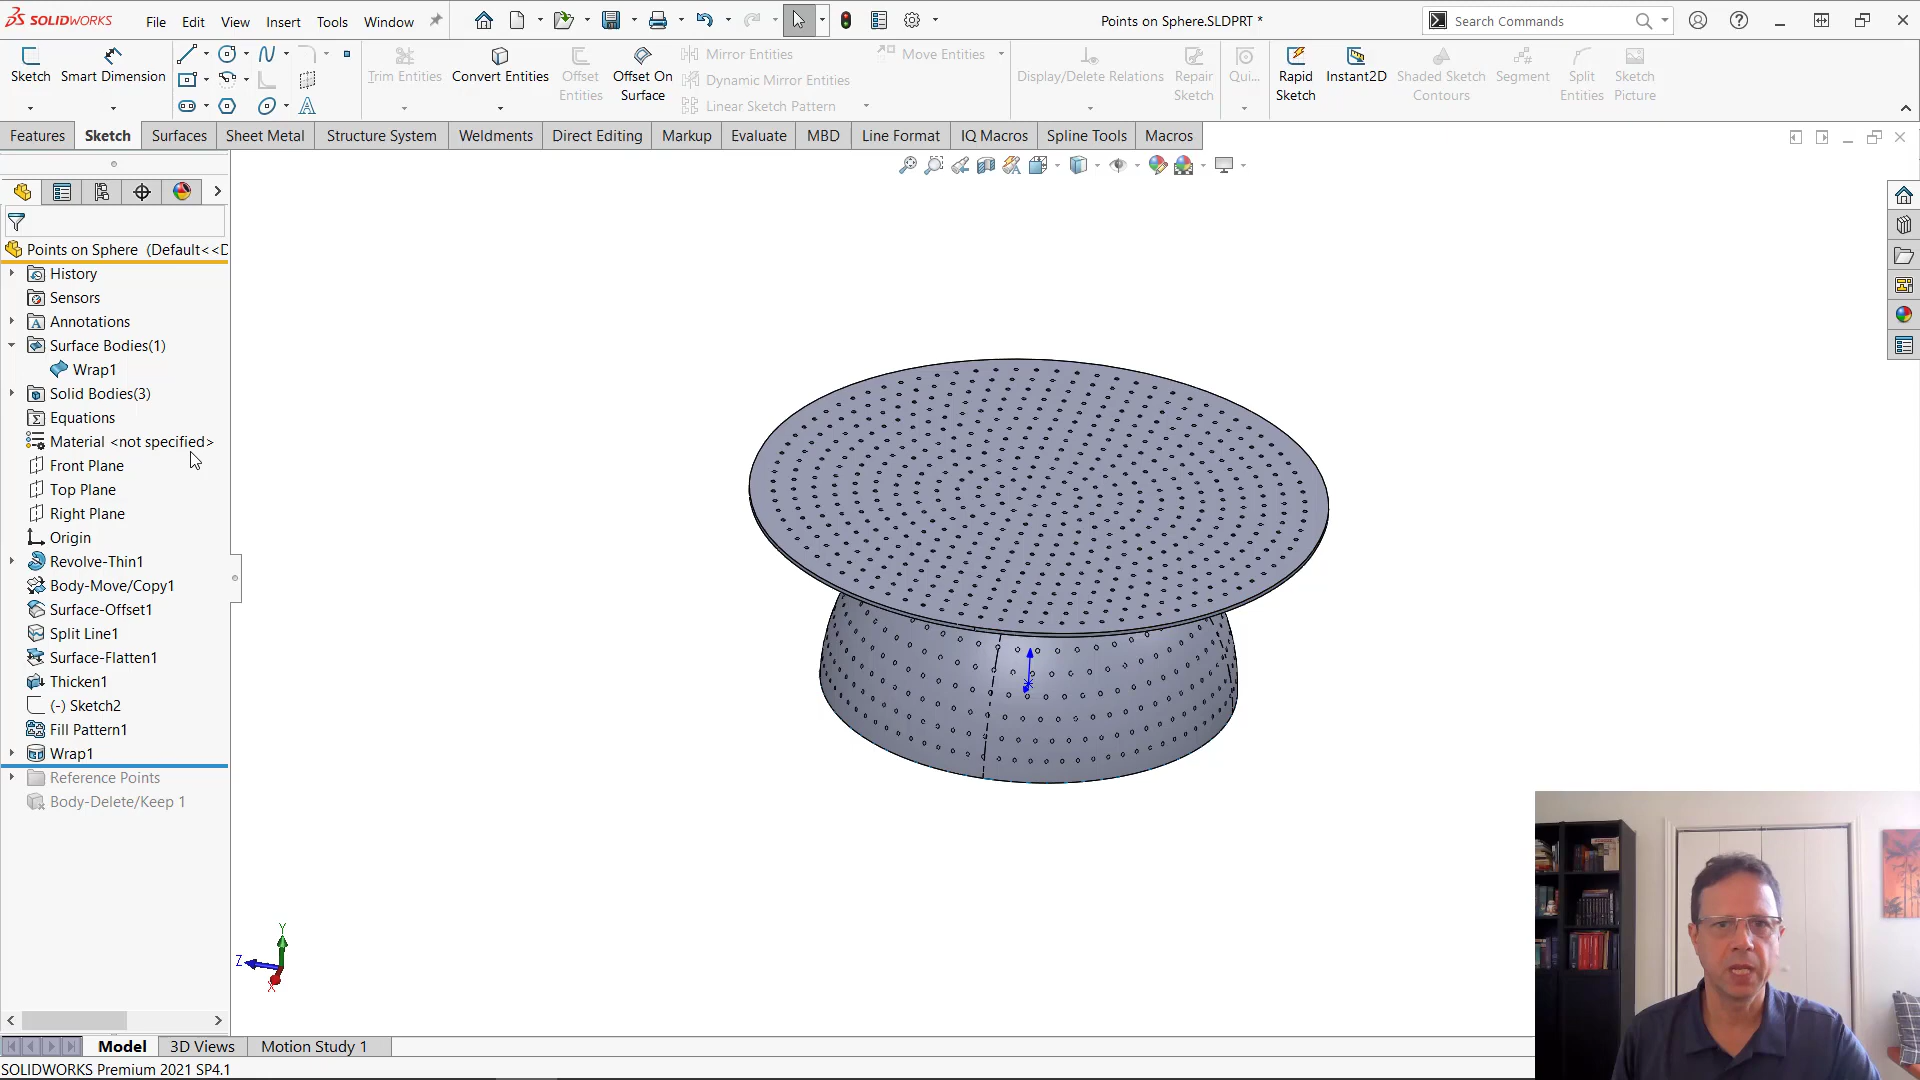 SOLIDWORKS File Edit View Insert Tools Window Points on Sphere.SLDPRT * Search Commands
Sketch Smart Dimension Trim Entities Convert Entities Offset Entities Offset On Surface Mirror Entities Dynamic Mirror Entities Linear Sketch Pattern Move Entities Display/Delete Relations Repair Sketch Qui... Rapid Sketch Instant2D Shaded Sketch Contours Segment Split Entities Sketch Picture
Features Sketch Surfaces Sheet Metal Structure System Weldments Direct Editing Markup Evaluate MBD Line Format IQ Macros Spline Tools Macros
Points on Sphere (Default<<D
History
Sensors
Annotations
Surface Bodies(1)
Wrap1
Solid Bodies(3)
Equations
Material <not specified>
Front Plane
Top Plane
Right Plane
Origin
Revolve-Thin1
Body-Move/Copy1
Surface-Offset1
Split Line1
Surface-Flatten1
Thicken1
(-) Sketch2
Fill Pattern1
Wrap1
Reference Points
Body-Delete/Keep 1
Y
Z
X
Model 3D Views Motion Study 1
SOLIDWORKS Premium 2021 SP4.1